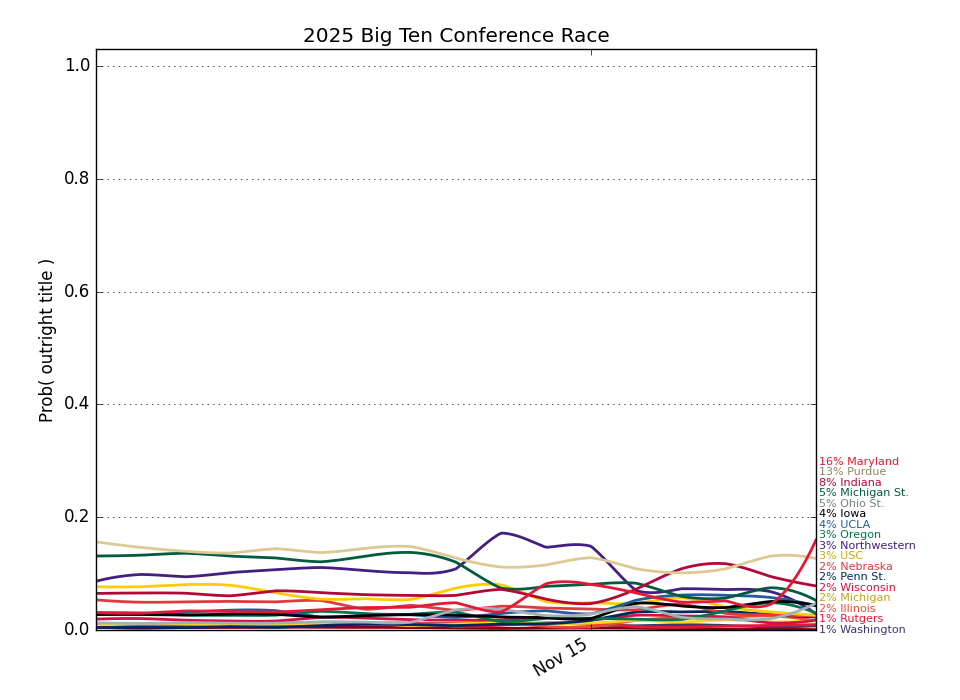 2025 Big Ten Conference Race
1.0
0.8
0.6
0.4
0.2
0.0
Prob( outright title )
Nov 15
16% Maryland
13% Purdue
8% Indiana
5% Michigan St.
5% Ohio St.
4% Iowa
4% UCLA
3% Oregon
3% Northwestern
3% USC
2% Nebraska
2% Penn St.
2% Wisconsin
2% Michigan
2% Illinois
1% Rutgers
1% Washington